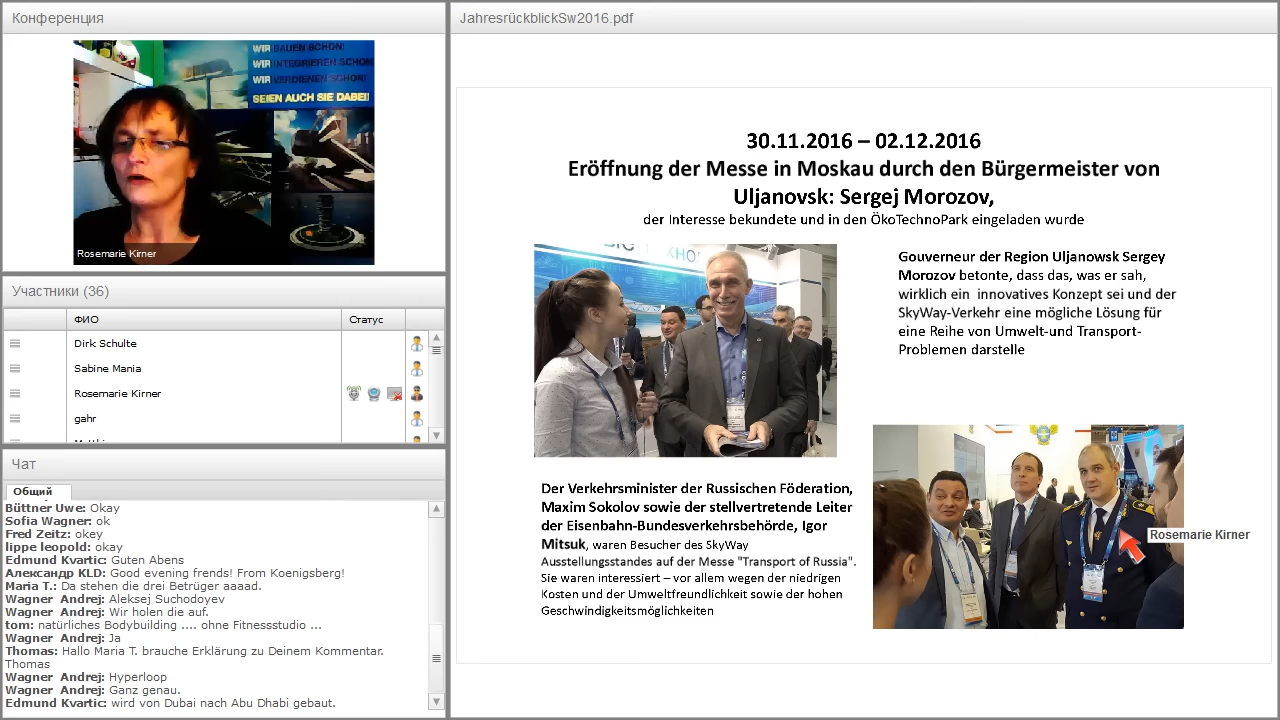 Конференция
WIR BAUEN SCHON!
WIR INTEGRIEREN SCHON
WIR VERDIENEN SCHON!
SEIEN AUCH SIE DABEI!
Rosemarie Kirner
Участники (36)
ФИО Статус
Dirk Schulte
Sabine Mania
Rosemarie Kirner
gahr
Чат
Общий
Büttner Uwe: Okay
Sofia Wagner: ok
Fred Zeitz: okey
lippe leopold: okay
Edmund Kvartic: Guten Abens
Александр KLD: Good evening frends! From Koenigsberg!
Maria T.: Da stehen die drei Betrüger aaaad.
Wagner Andrej: Aleksej Suchodoyev
Wagner Andrej: Wir holen die auf.
tom: natürliches Bodybuilding .... ohne Fitnessstudio ...
Wagner Andrej: Ja
Thomas: Hallo Maria T. brauche Erklärung zu Deinem Kommentar.
Thomas
Wagner Andrej: Hyperloop
Wagner Andrej: Ganz genau.
Edmund Kvartic: wird von Dubai nach Abu Dhabi gebaut.
JahresrückblickSw2016.pdf
30.11.2016 – 02.12.2016
Eröffnung der Messe in Moskau durch den Bürgermeister von
Uljanovsk: Sergej Morozov,
der Interesse bekundete und in den ÖkoTechnoPark eingeladen wurde
Gouverneur der Region Uljanowsk Sergey
Morozov betonte, dass das, was er sah,
wirklich ein innovatives Konzept sei und der
SkyWay-Verkehr eine mögliche Lösung für
eine Reihe von Umwelt-und Transport-
Problemen darstelle
Der Verkehrsminister der Russischen Föderation,
Maxim Sokolov sowie der stellvertretende Leiter
der Eisenbahn-Bundesverkehrsbehörde, Igor
Mitsuk, waren Besucher des SkyWay
Ausstellungsstandes auf der Messe "Transport of Russia".
Sie waren interessiert – vor allem wegen der niedrigen
Kosten und der Umweltfreundlichkeit sowie der hohen
Geschwindigkeitsmöglichkeiten
Rosemarie Kirner